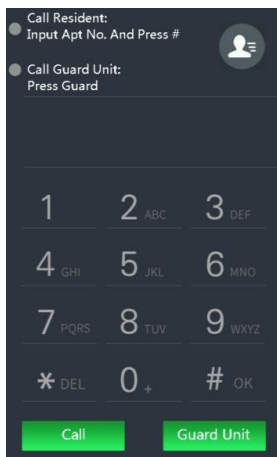 Call Resident:
Input Apt No. And Press #
Call Guard Unit:
Press Guard
1 2 ABC 3 DEF
4 GHI 5 JKL 6 MNO
7 PQRS 8 TUV 9 WXYZ
* DEL 0 + # OK
Call Guard Unit